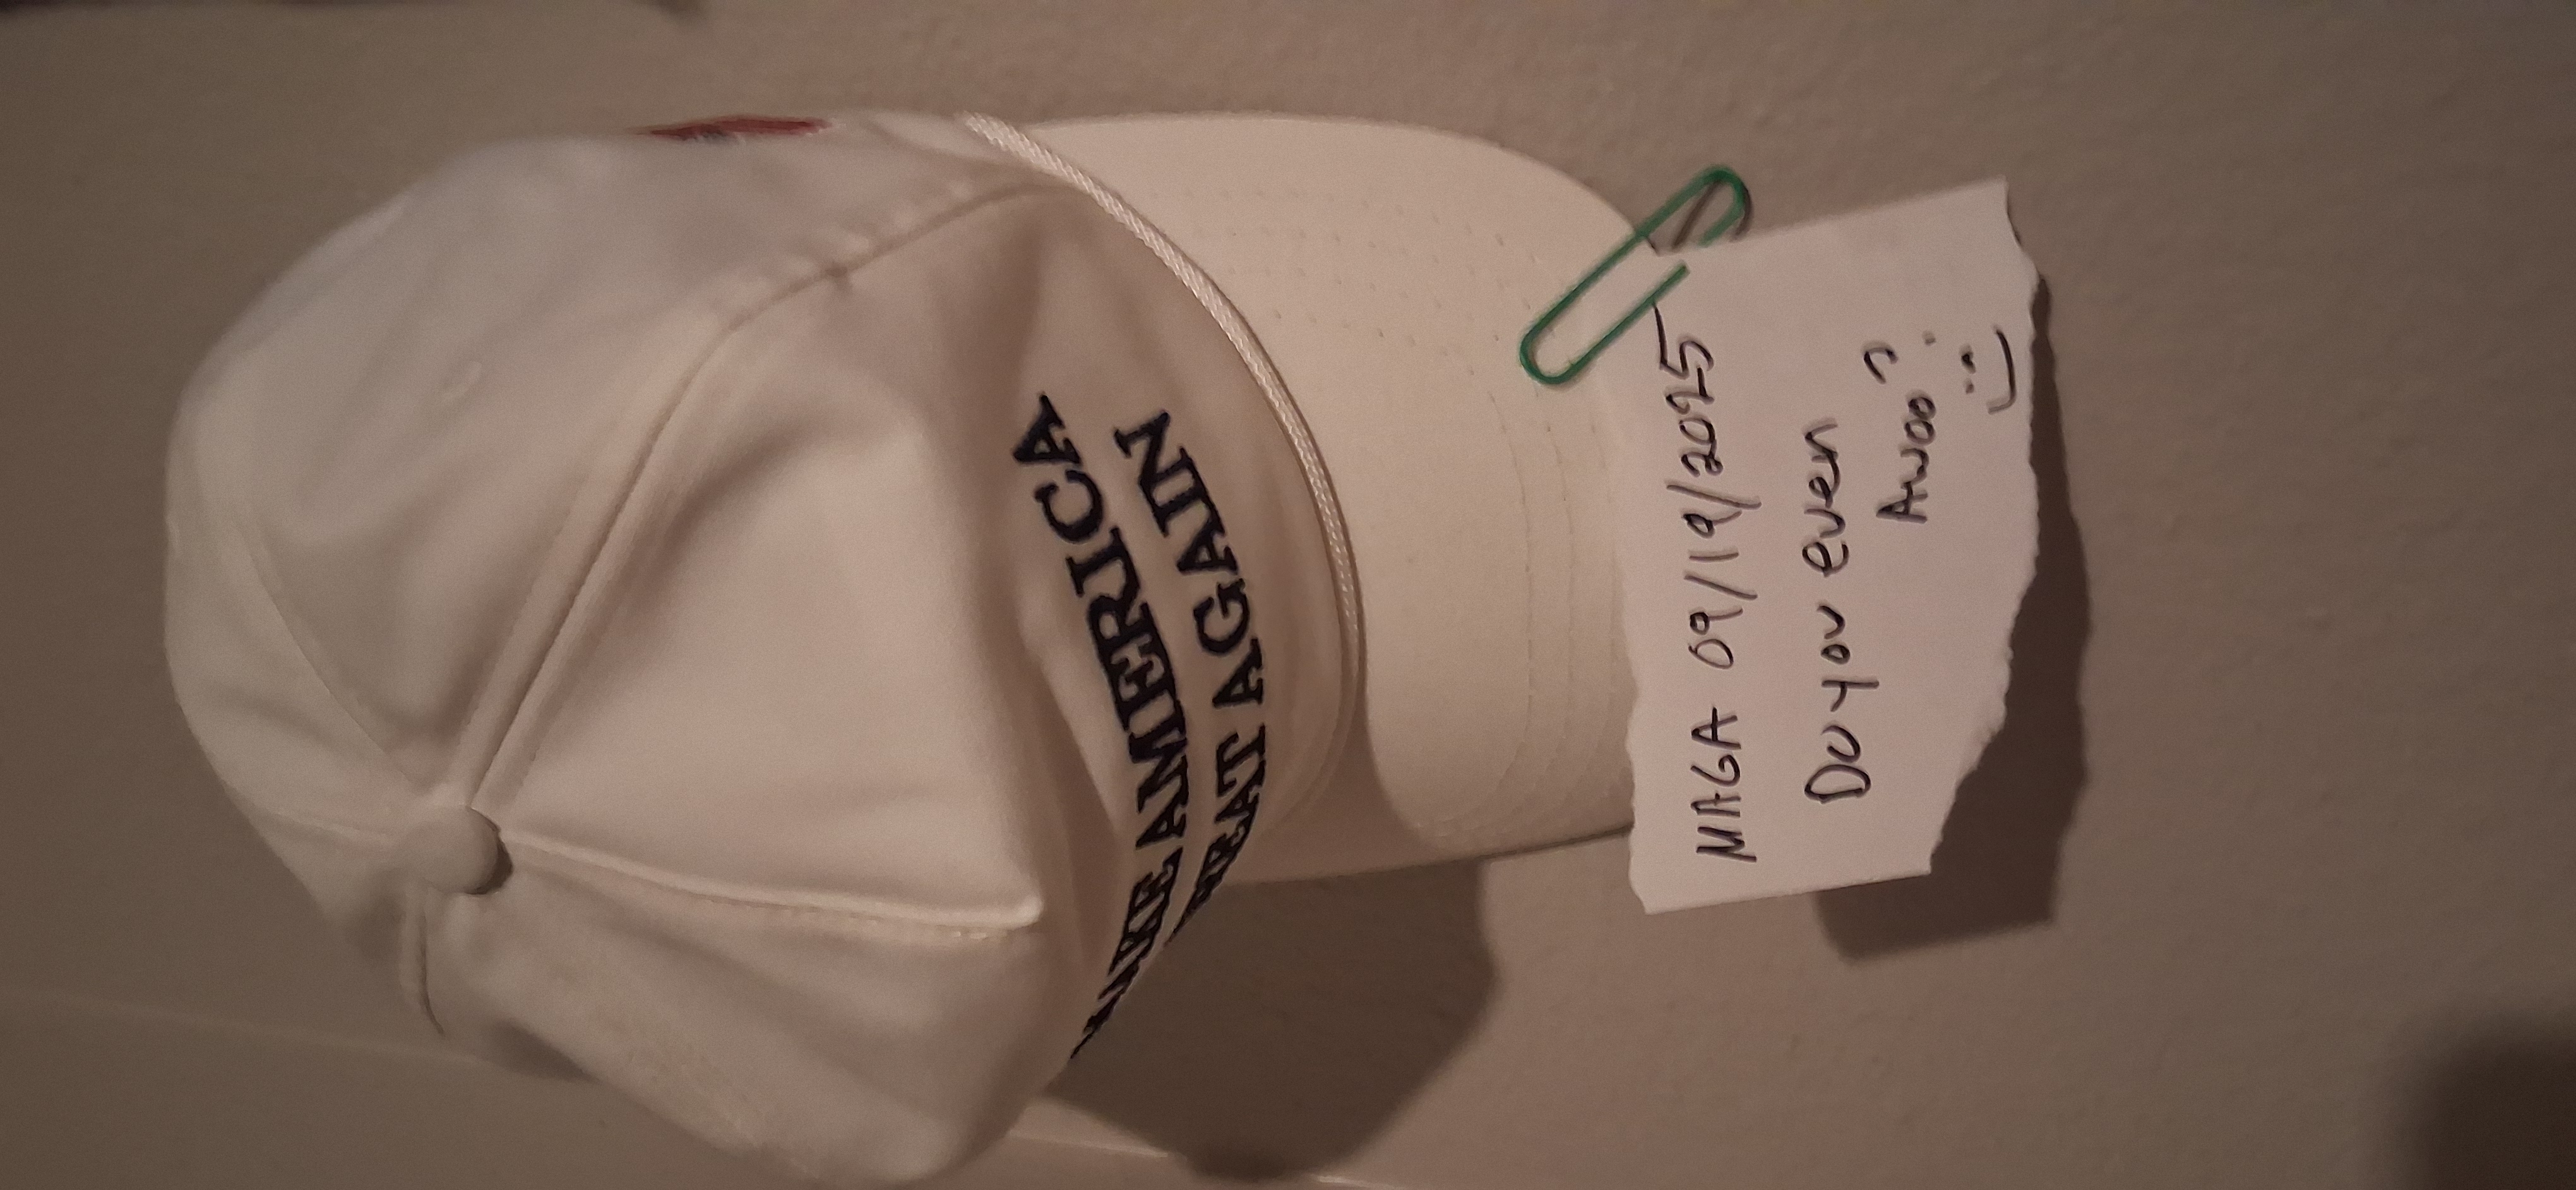 MAKE AMERICA
GREAT AGAIN
MAGA 09/19/2025
Do you even
Awoo?